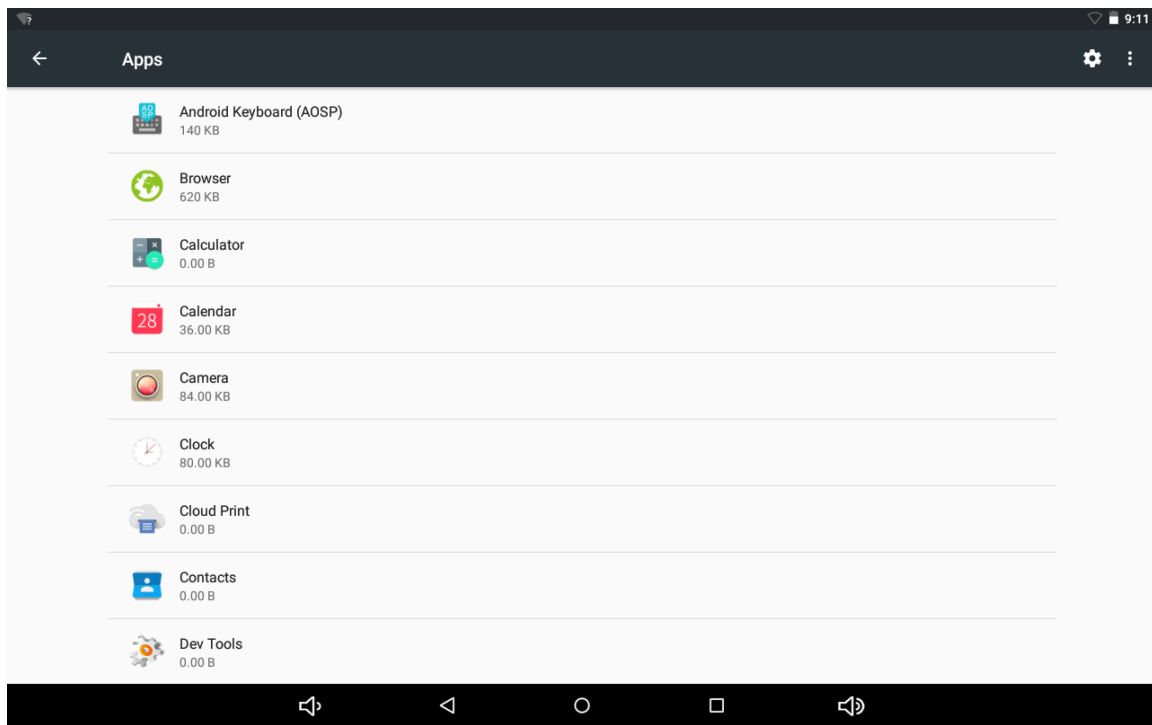 9:11
Apps
AO
SP
Android Keyboard (AOSP)
140 KB
Browser
620 KB
Calculator
0.00 B
28
Calendar
36.00 KB
Camera
84.00 KB
Clock
80.00 KB
Cloud Print
0.00 B
Contacts
0.00 B
Dev Tools
0.00 B